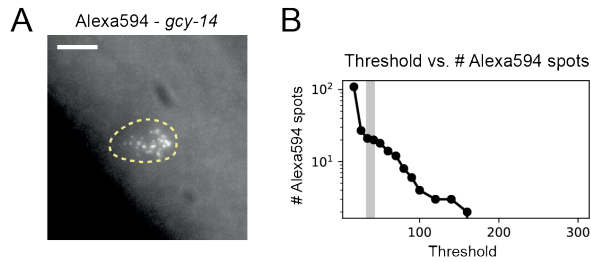 A
Alexa594 - gcy-14
B
Threshold vs. # Alexa594 spots
# Alexa594 spots
10²
10¹
100
200
300
Threshold